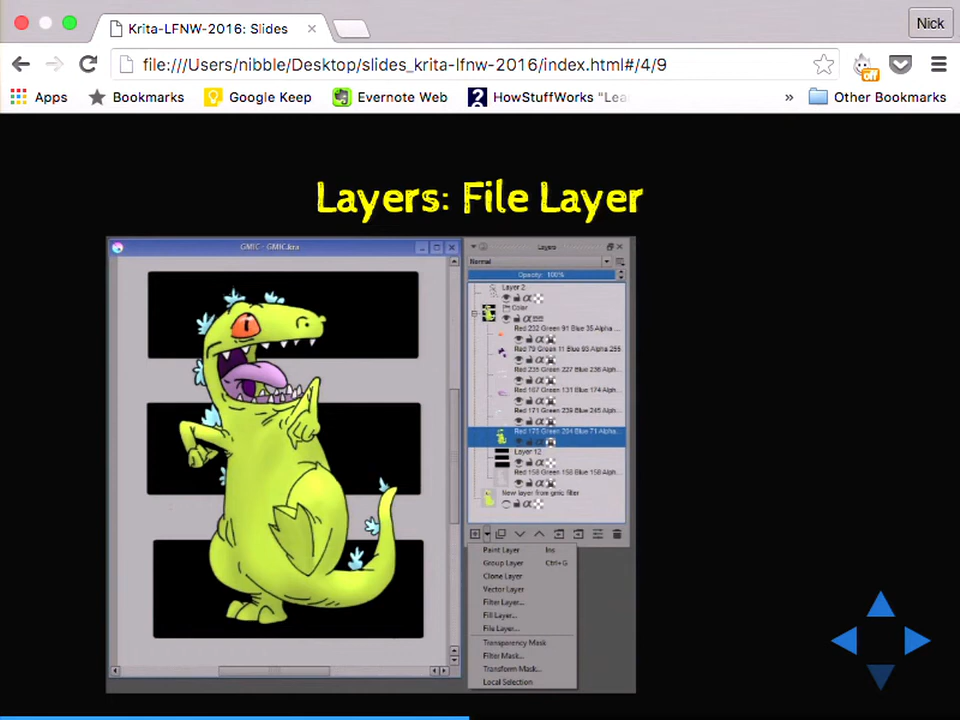 Krita-LFNW-2016: Slides
Nick
file:///Users/nibble/Desktop/slides_krita-lfnw-2016/index.html#/4/9
off
Apps
Bookmarks
Google Keep
Evernote Web
HowStuffWorks "Lea
»
Other Bookmarks
Layers: File Layer
GMIC - GMIC.kra
Layers
Normal
Opacity: 100%
Layer 2
Color
Red 232 Green 91 Blue 35 Alpha ...
Red 79 Green 11 Blue 93 Alpha 255
Red 235 Green 227 Blue 236 Alph...
Red 167 Green 131 Blue 174 Alph...
Red 171 Green 239 Blue 245 Alph...
Red 175 Green 204 Blue 71 Alpha...
Layer 12
Red 158 Green 158 Blue 158 Alph...
New layer from gmic filter
Paint Layer Ins
Group Layer Ctrl+G
Clone Layer
Vector Layer
Filter Layer...
Fill Layer...
File Layer...
Transparency Mask
Filter Mask...
Transform Mask...
Local Selection